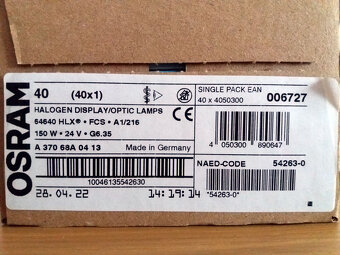 OSRAM
40 (40x1)
HALOGEN DISPLAY/OPTIC LAMPS
64640 HLX® • FCS • A1/216
150 W • 24 V • G6.35
A 370 68A 04 13 Made in Germany
10046135542630
28.04.22 14:19:14
SINGLE PACK EAN
40 x 4050300 006727
4 050300 890647
NAED-CODE 54263-0
*54263-0*